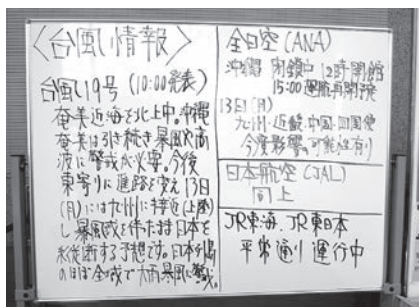 〈台風情報〉
台風19号 (10:00発表)
奄美近海を北上中。沖縄
奄美は引き続き暴風や高
波に警戒が必要。今後
東寄りに進路を変え13日
(月)には九州に接近(上陸)
し暴風域を伴ったまま日本を
縦断する予想です。日本列島
の殆ど全域で大雨暴風に警戒。
全日空(ANA)
沖縄 閉鎖中 12時開館
15:00運航再開予定
13日(月)
九州・近畿・中国・四国便
今後影響の可能性有り
日本航空(JAL)
同上
JR東海、JR東日本
平常通り運行中